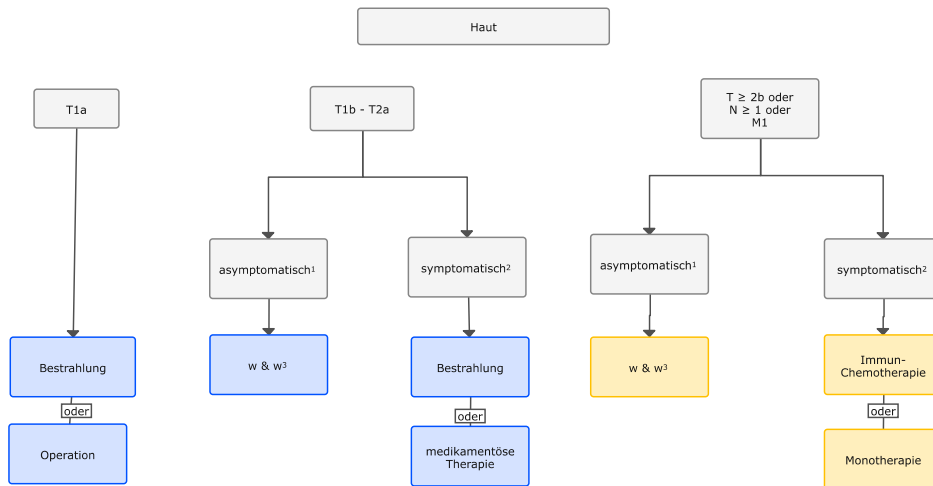 Haut
T1a
T1b - T2a
T ≥ 2b oder
N ≥ 1 oder
M1
asymptomatisch¹
symptomatisch²
asymptomatisch¹
symptomatisch²
Bestrahlung
w & w³
Bestrahlung
w & w³
Immun-
Chemotherapie
oder
oder
oder
Operation
medikamentöse
Therapie
Monotherapie